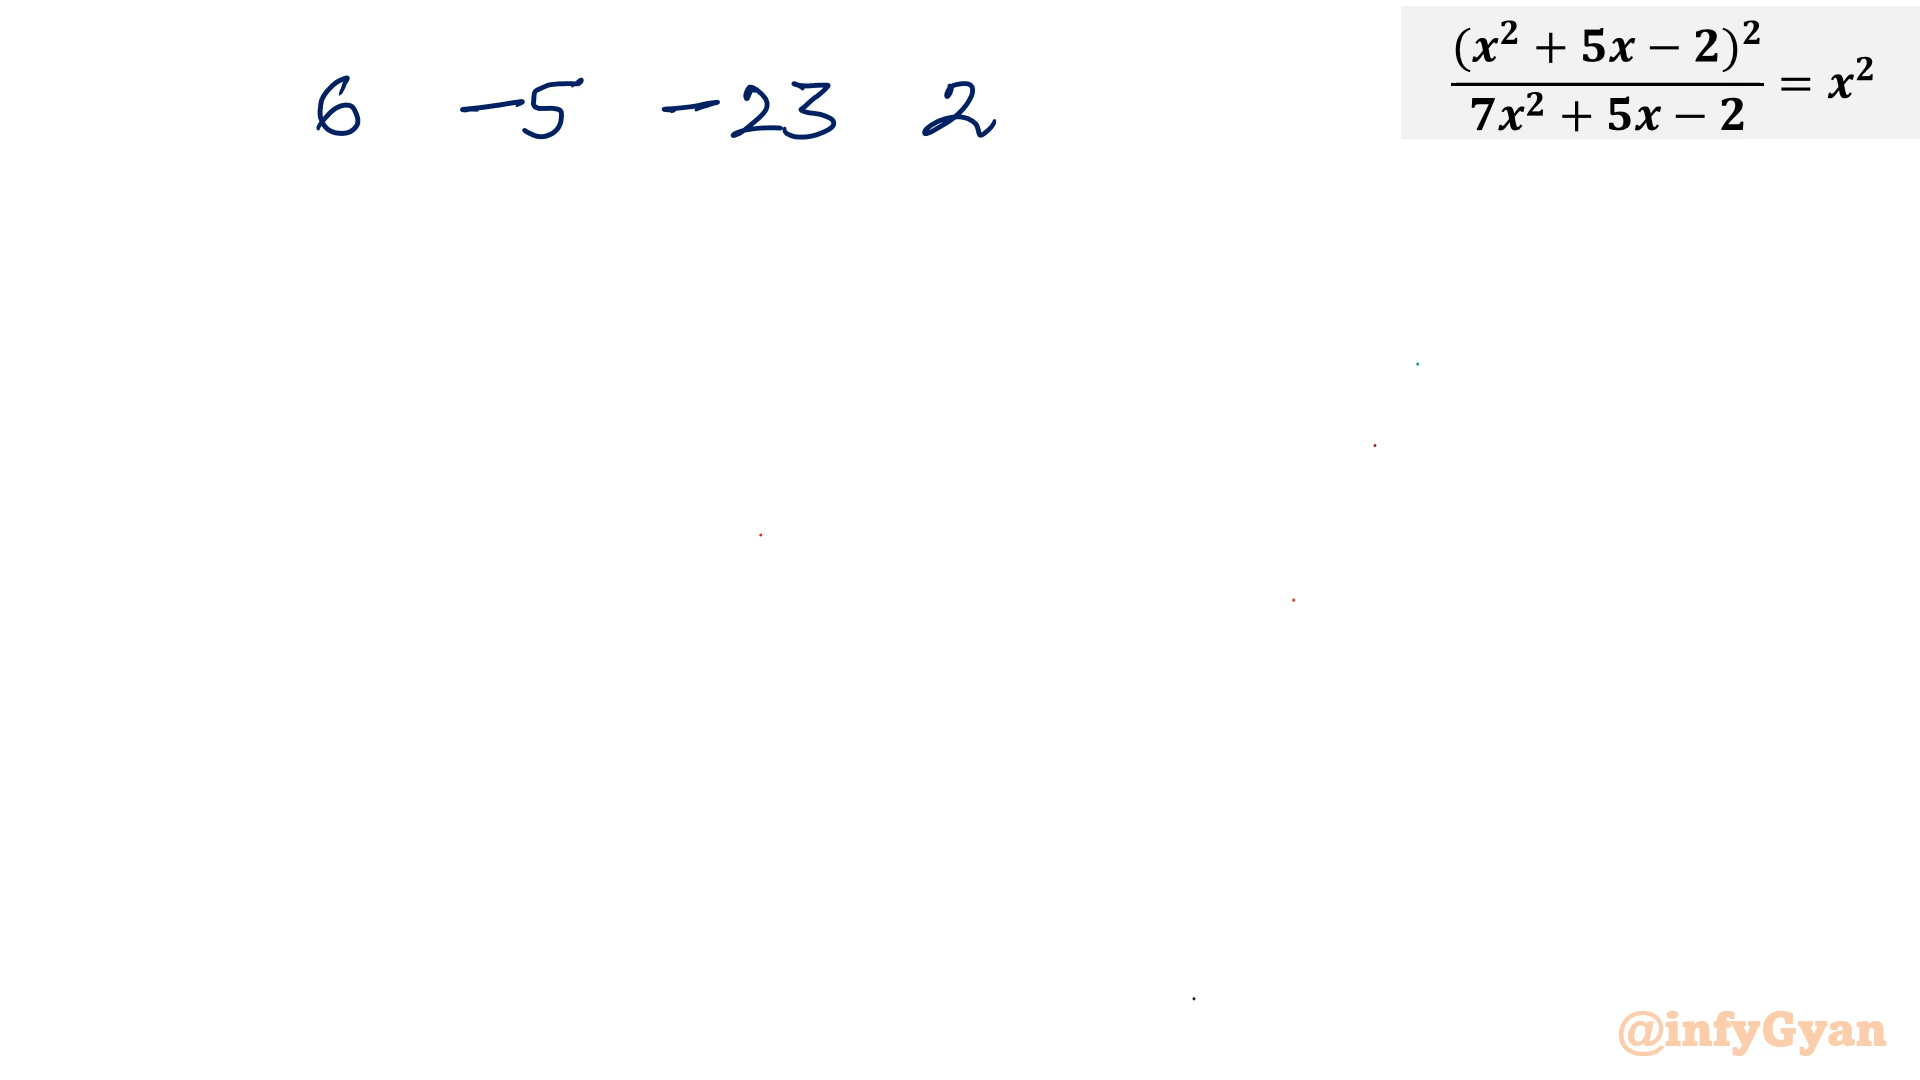 6 -5 -23 2
(x² + 5x − 2)² / 7x² + 5x − 2 = x²
@infyGyan